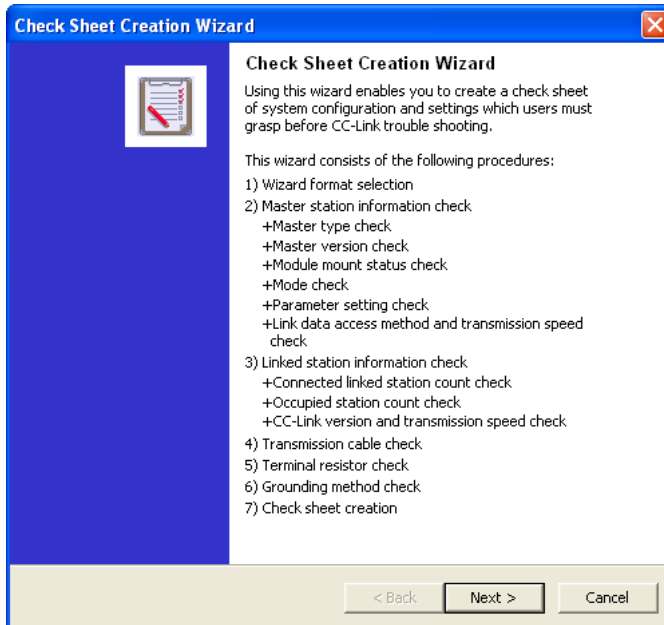 Check Sheet Creation Wizard
Check Sheet Creation Wizard
Using this wizard enables you to create a check sheet
of system configuration and settings which users must
grasp before CC-Link trouble shooting.
This wizard consists of the following procedures:
1) Wizard format selection
2) Master station information check
+Master type check
+Master version check
+Module mount status check
+Mode check
+Parameter setting check
+Link data access method and transmission speed
check
3) Linked station information check
+Connected linked station count check
+Occupied station count check
+CC-Link version and transmission speed check
4) Transmission cable check
5) Terminal resistor check
6) Grounding method check
7) Check sheet creation
< Back
Next >
Cancel